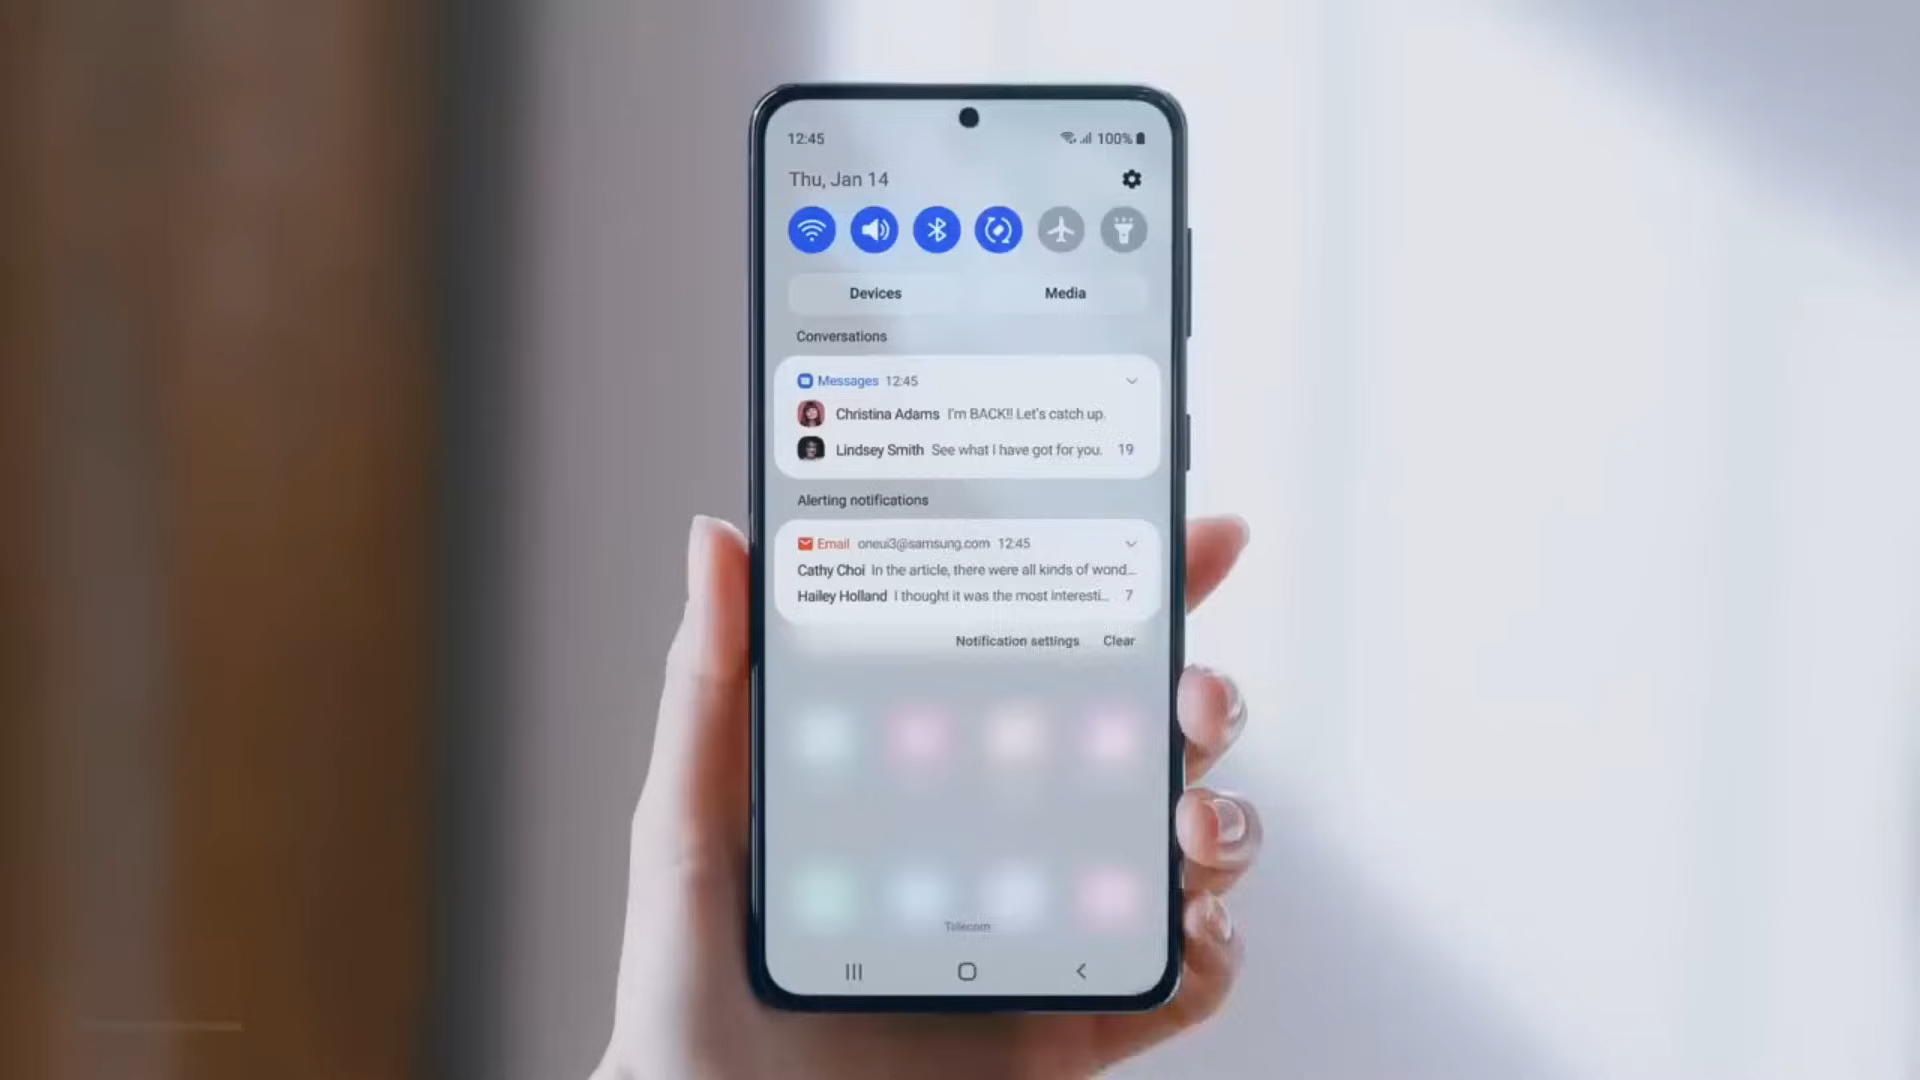 12:45 100%
Thu, Jan 14
Devices Media
Conversations
Messages 12:45
Christina Adams I'm BACK!! Let's catch up.
Lindsey Smith See what I have got for you. 19
Alerting notifications
Email oneui3@samsung.com 12:45
Cathy Choi In the article, there were all kinds of wond...
Hailey Holland I thought it was the most interesti... 7
Notification settings Clear
Telecom